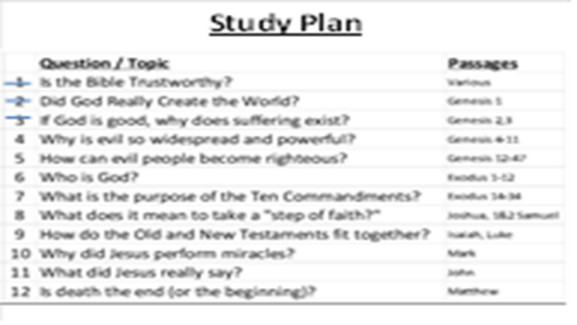 Study Plan
Question / Topic Passages
1 Is the Bible Trustworthy? Various
2 Did God Really Create the World? Genesis 1
3 If God is good, why does suffering exist? Genesis 2,3
4 Why is evil so widespread and powerful? Genesis 4-11
5 How can evil people become righteous? Genesis 12-47
6 Who is God? Exodus 1-12
7 What is the purpose of the Ten Commandments? Exodus 14-34
8 What does it mean to take a "step of faith?" Joshua, 1&2 Samuel
9 How do the Old and New Testaments fit together? Isaiah, Luke
10 Why did Jesus perform miracles? Mark
11 What did Jesus really say? John
12 Is death the end (or the beginning)? Matthew